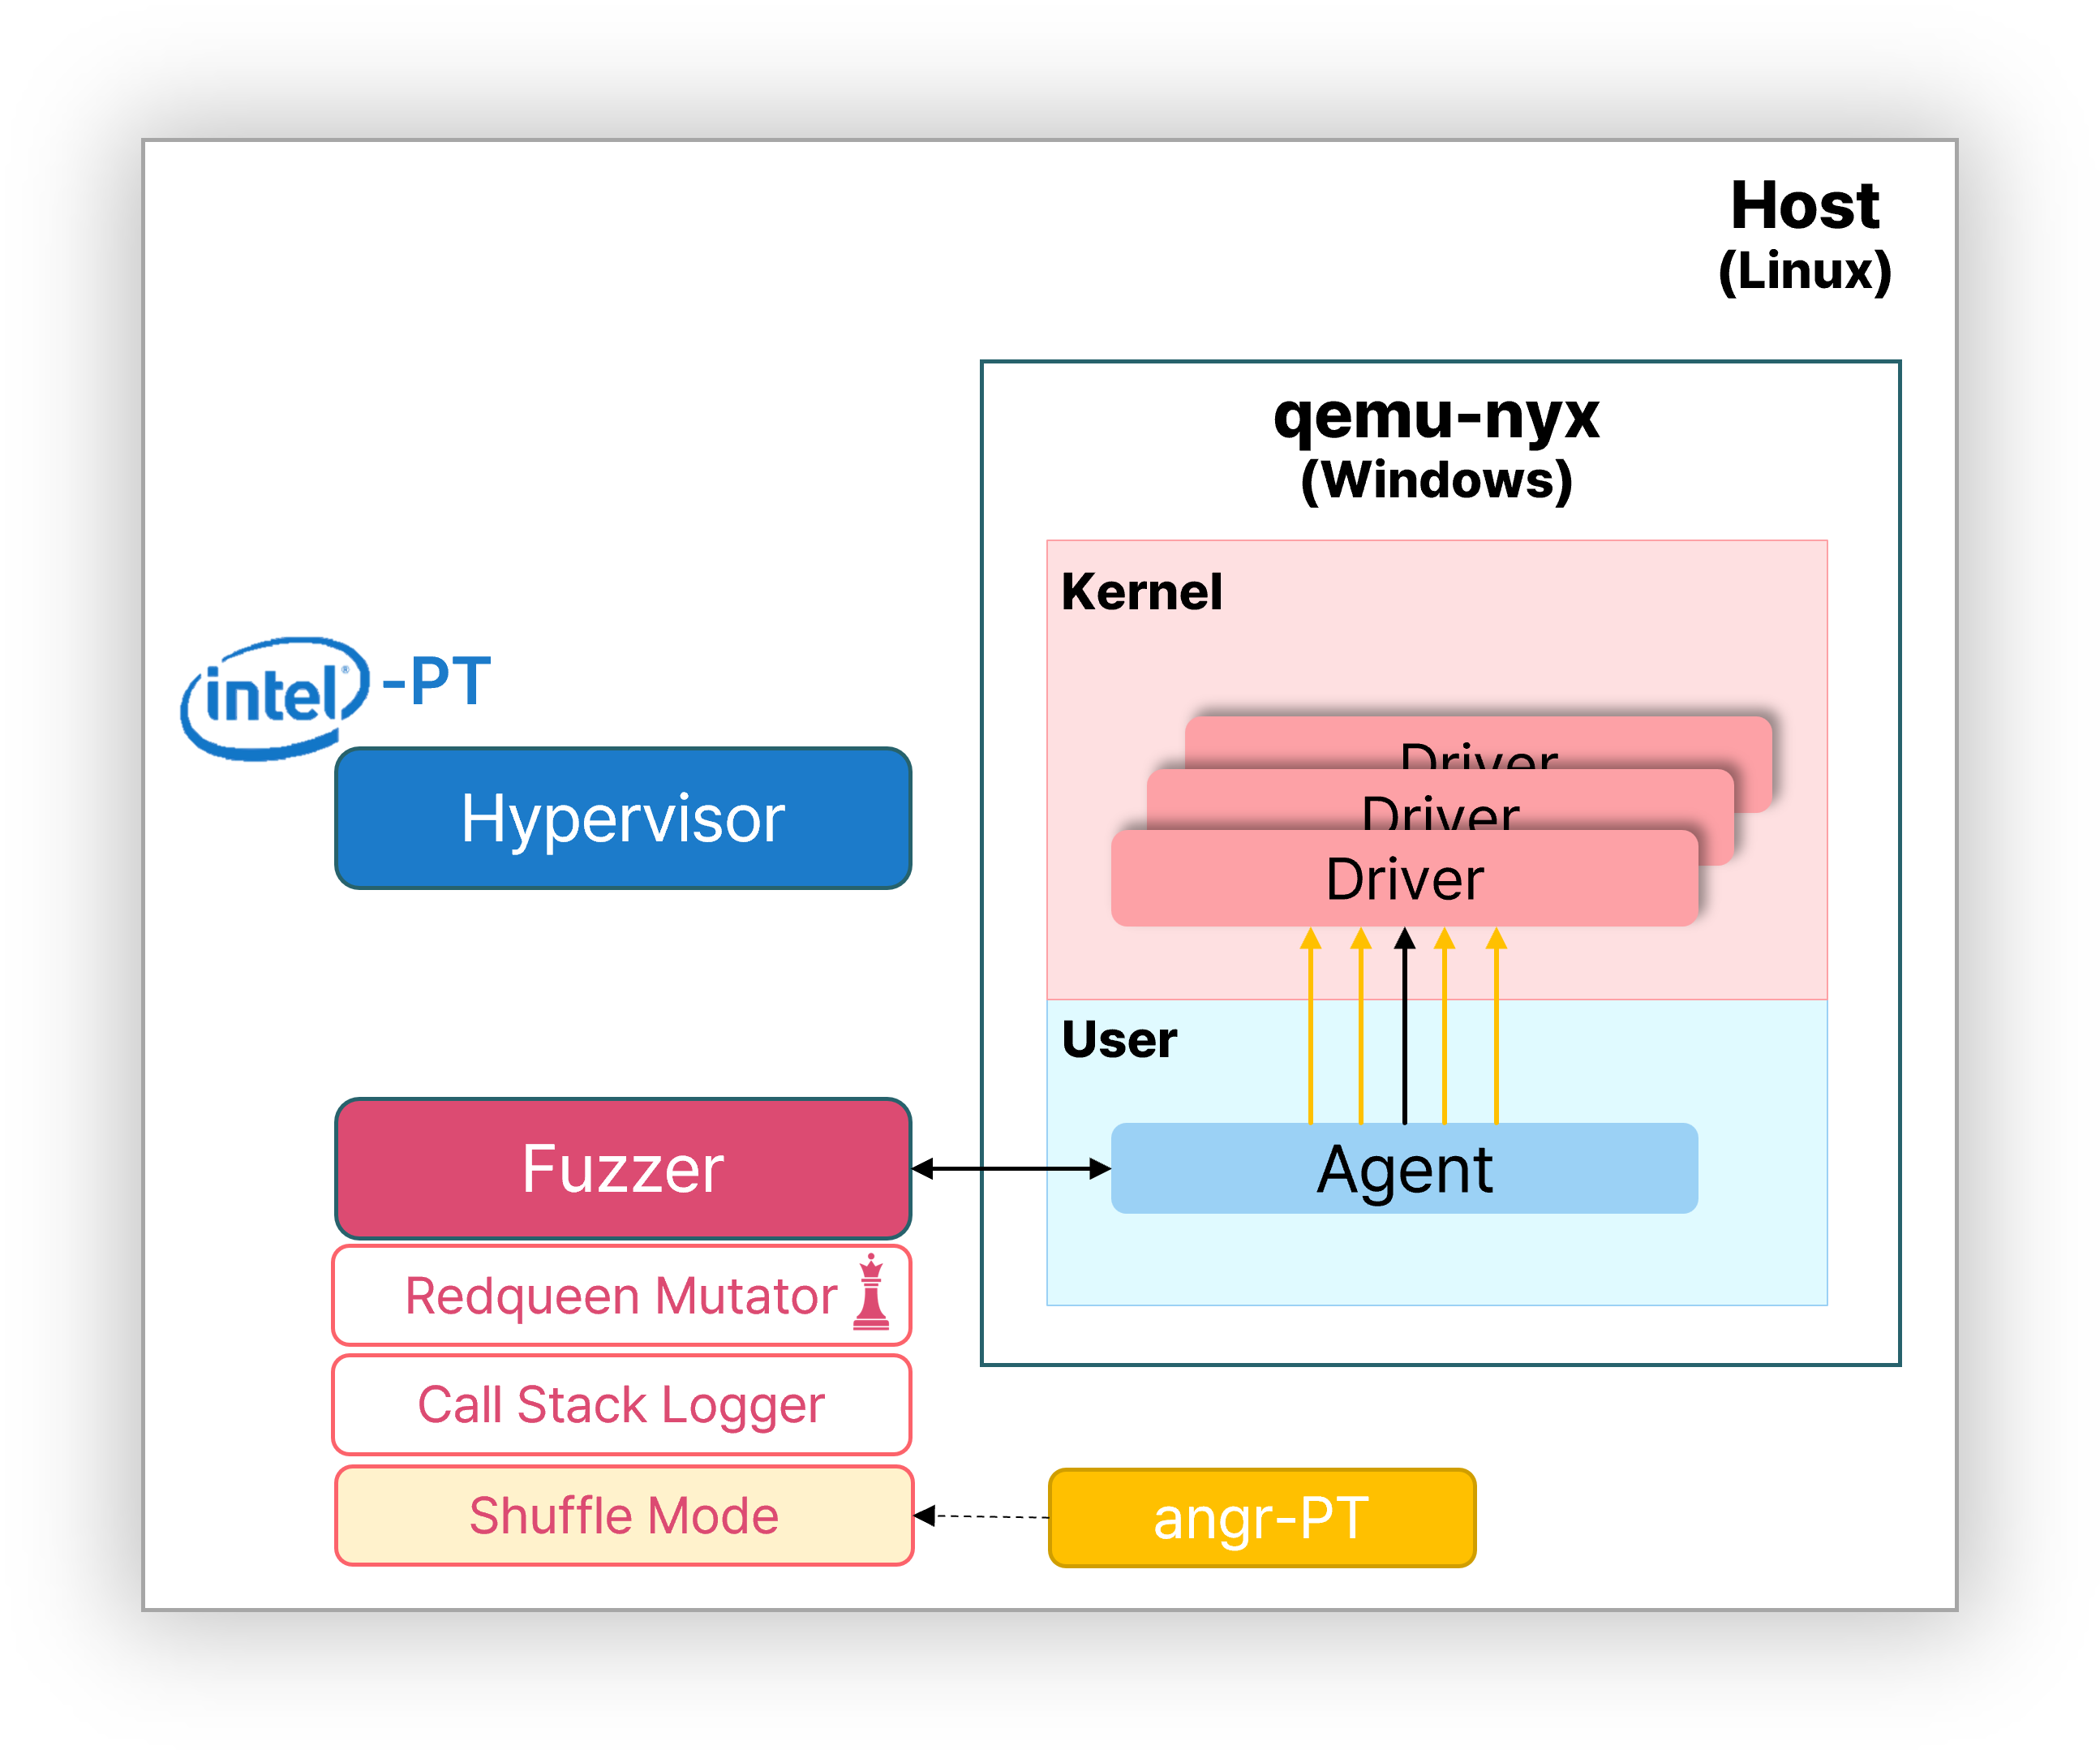 Host
(Linux)
qemu-nyx
(Windows)
Kernel
intel® -PT
Driver
Driver
Hypervisor
Driver
User
Fuzzer
Agent
Redqueen Mutator
Call Stack Logger
Shuffle Mode
angr-PT